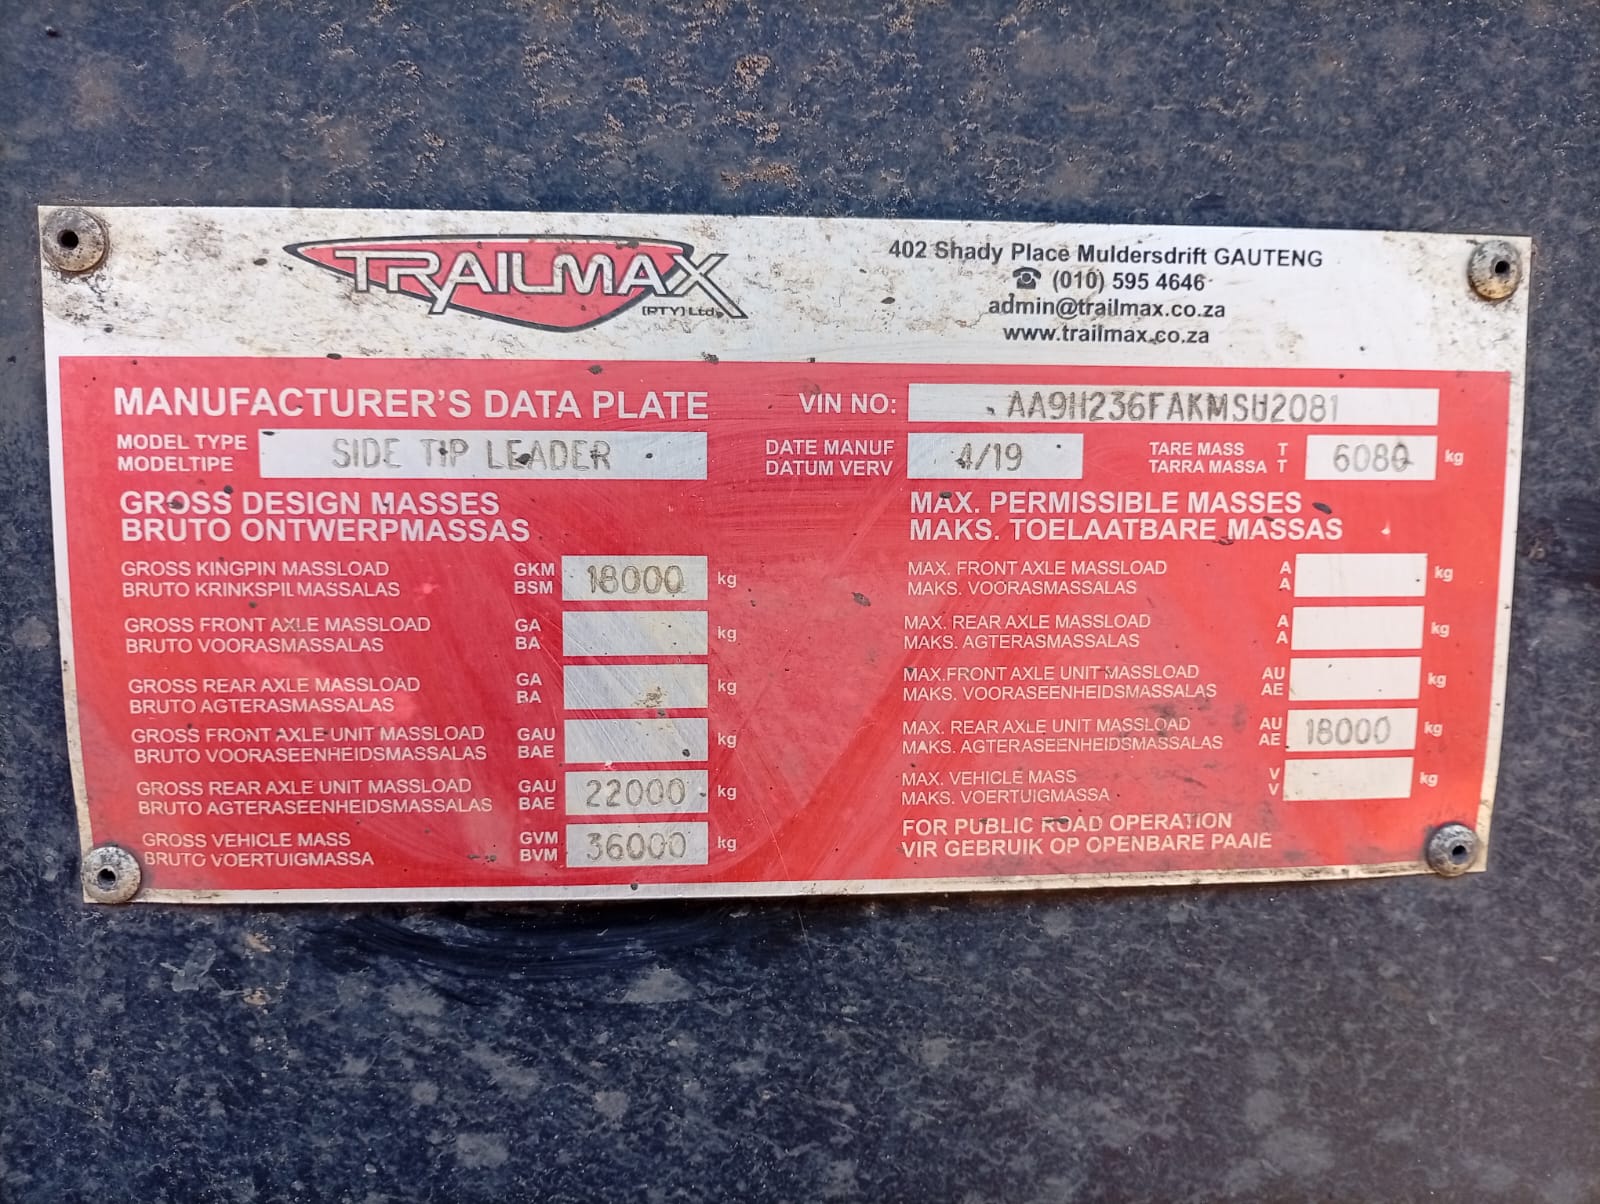 TRAILMAX
(PTY) Ltd.
402 Shady Place Muldersdrift GAUTENG
☎ (010) 595 4646
admin@trailmax.co.za
www.trailmax.co.za
MANUFACTURER'S DATA PLATE
VIN NO: AA9H236FAKMSU2081
MODEL TYPE
MODELTIPE
SIDE TIP LEADER
DATE MANUF
DATUM VERV
4/19
TARE MASS T
TARRA MASSA T
6080 kg
GROSS DESIGN MASSES
BRUTO ONTWERPMASSAS
GROSS KINGPIN MASSLOAD GKM
BRUTO KRINKSPIL MASSALAS BSM
18000 kg
GROSS FRONT AXLE MASSLOAD GA
BRUTO VOORASMASSALAS BA
kg
GROSS REAR AXLE MASSLOAD GA
BRUTO AGTERASMASSALAS BA
kg
GROSS FRONT AXLE UNIT MASSLOAD GAU
BRUTO VOORASEENHEIDSMASSALAS BAE
kg
GROSS REAR AXLE UNIT MASSLOAD GAU
BRUTO AGTERASEENHEIDSMASSALAS BAE
22000 kg
GROSS VEHICLE MASS GVM
BRUTO VOERTUIGMASSA BVM
36000 kg
MAX. PERMISSIBLE MASSES
MAKS. TOELAATBARE MASSAS
MAX. FRONT AXLE MASSLOAD A
MAKS. VOORASMASSALAS A
kg
MAX. REAR AXLE MASSLOAD A
MAKS. AGTERASMASSALAS A
kg
MAX.FRONT AXLE UNIT MASSLOAD AU
MAKS. VOORASEENHEIDSMASSALAS AE
kg
MAX. REAR AXLE UNIT MASSLOAD AU
MAKS. AGTERASEENHEIDSMASSALAS AE
18000 kg
MAX. VEHICLE MASS V
MAKS. VOERTUIGMASSA V
kg
FOR PUBLIC ROAD OPERATION
VIR GEBRUIK OP OPENBARE PAAIE